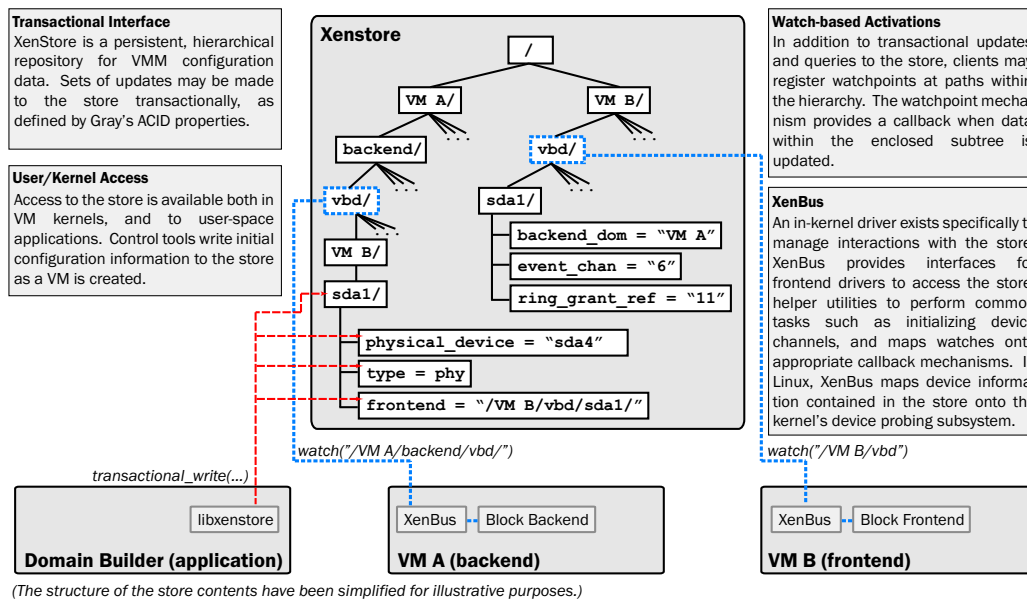 Transactional Interface
XenStore is a persistent, hierarchical
repository for VMM configuration
data. Sets of updates may be made
to the store transactionally, as
defined by Gray's ACID properties.
User/Kernel Access
Access to the store is available both in
VM kernels, and to user-space
applications. Control tools write initial
configuration information to the store
as a VM is created.
Xenstore
/
VM A/
VM B/
...
...
backend/
vbd/
...
...
vbd/
sda1/
...
VM B/
backend_dom = “VM A”
event_chan = “6”
ring_grant_ref = “11”
sda1/
physical_device = “sda4”
type = phy
frontend = “/VM B/vbd/sda1/”
Watch-based Activations
In addition to transactional updates
and queries to the store, clients may
register watchpoints at paths within
the hierarchy. The watchpoint mecha
nism provides a callback when data
within the enclosed subtree is
updated.
XenBus
An in-kernel driver exists specifically t
manage interactions with the store
XenBus provides interfaces fo
frontend drivers to access the store
helper utilities to perform commo
tasks such as initializing devic
channels, and maps watches ont
appropriate callback mechanisms. I
Linux, XenBus maps device informa
tion contained in the store onto th
kernel's device probing subsystem.
transactional_write(...)
watch(”/VM A/backend/vbd/”)
watch(”/VM B/vbd”)
libxenstore
Domain Builder (application)
XenBus
Block Backend
VM A (backend)
XenBus
Block Frontend
VM B (frontend)
(The structure of the store contents have been simplified for illustrative purposes.)